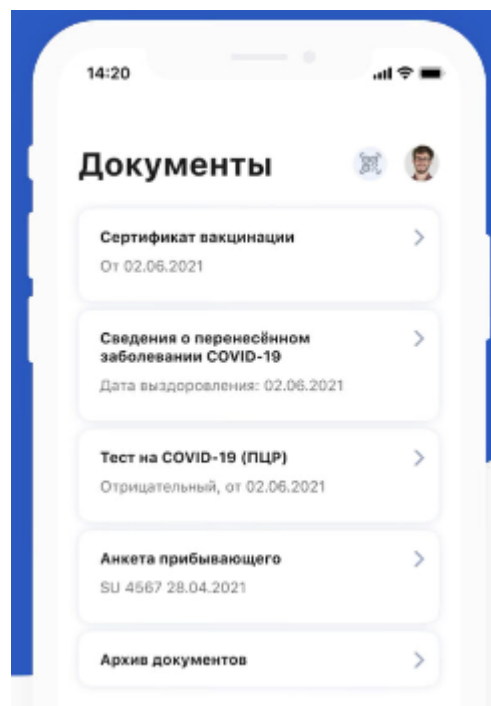 14:20
Документы
Сертификат вакцинации
От 02.06.2021
Сведения о перенесённом
заболевании COVID-19
Дата выздоровления: 02.06.2021
Тест на COVID-19 (ПЦР)
Отрицательный, от 02.06.2021
Анкета прибывающего
SU 4567 28.04.2021
Архив документов